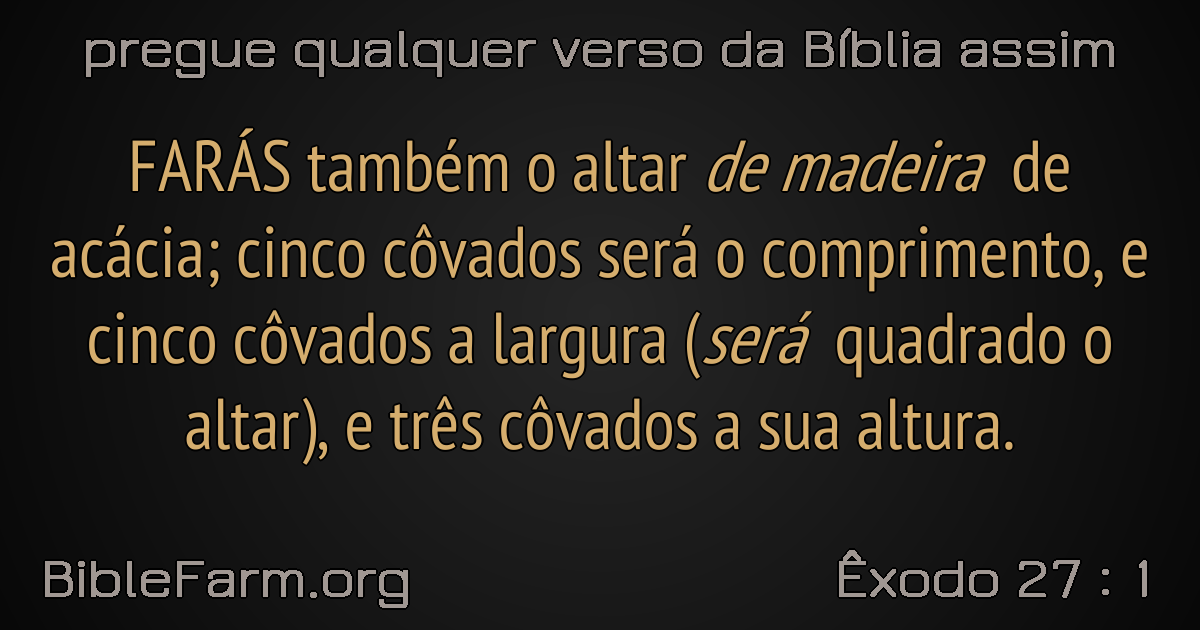 pregue qualquer verso da Bíblia assim
FARÁS também o altar de madeira de
acácia; cinco côvados será o comprimento, e
cinco côvados a largura (será quadrado o
altar), e três côvados a sua altura.
BibleFarm.org
Êxodo 27 : 1